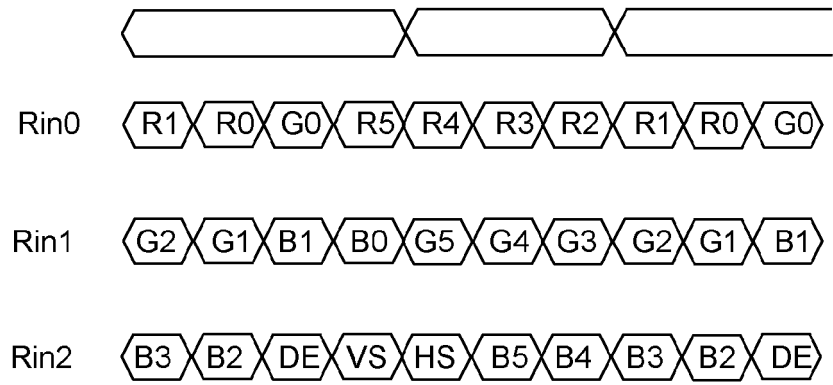 Rin0 R1 R0 G0 R5 R4 R3 R2 R1 R0 G0
Rin1 G2 G1 B1 B0 G5 G4 G3 G2 G1 B1
Rin2 B3 B2 DE VS HS B5 B4 B3 B2 DE